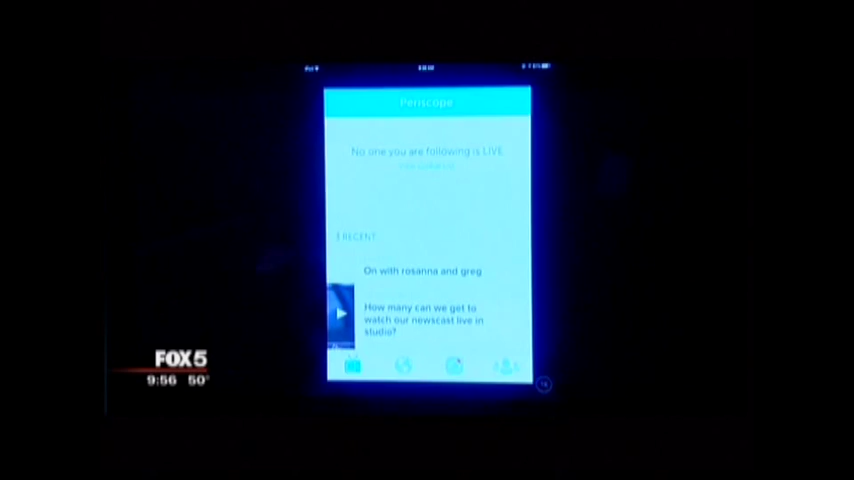 Periscope
No one you are following is LIVE
3 RECENT
On with rosanna and greg
How many can we get to
watch our newscast live in
studio?
FOX5
9:56 50°